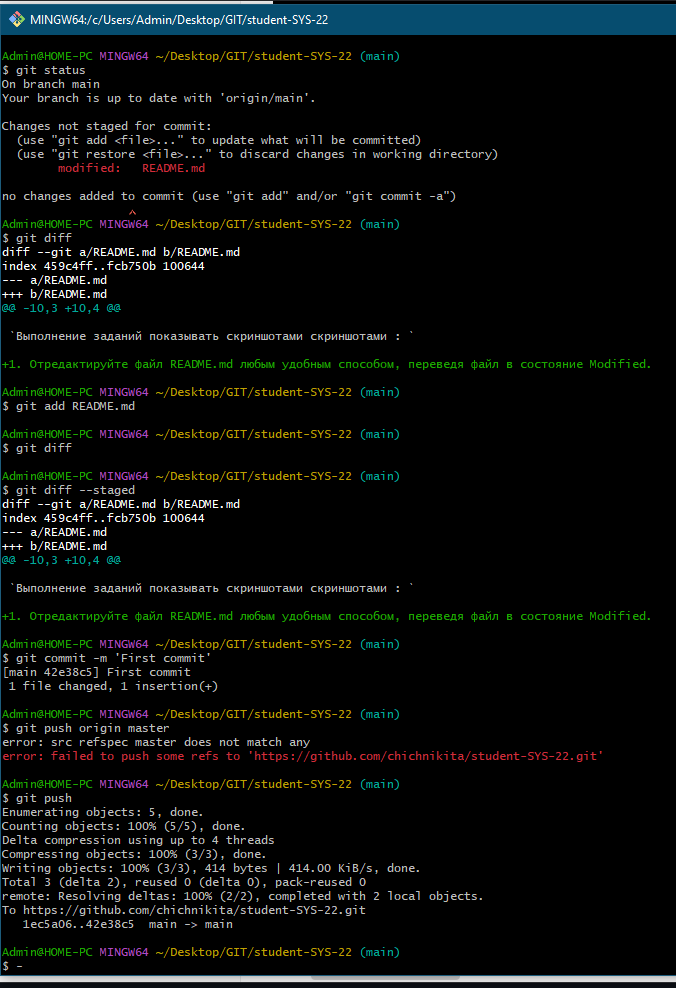 MINGW64:/c/Users/Admin/Desktop/GIT/student-SYS-22
Admin@HOME-PC MINGW64 ~/Desktop/GIT/student-SYS-22 (main)
$ git status
On branch main
Your branch is up to date with 'origin/main'.
Changes not staged for commit:
  (use "git add <file>..." to update what will be committed)
  (use "git restore <file>..." to discard changes in working directory)
        modified:   README.md
no changes added to commit (use "git add" and/or "git commit -a")
^
Admin@HOME-PC MINGW64 ~/Desktop/GIT/student-SYS-22 (main)
$ git diff
diff --git a/README.md b/README.md
index 459c4ff..fcb750b 100644
--- a/README.md
+++ b/README.md
@@ -10,3 +10,4 @@
 `Выполнение заданий показывать скриншотами скриншотами : `
+1. Отредактируйте файл README.md любым удобным способом, переведя файл в состояние Modified.
Admin@HOME-PC MINGW64 ~/Desktop/GIT/student-SYS-22 (main)
$ git add README.md
Admin@HOME-PC MINGW64 ~/Desktop/GIT/student-SYS-22 (main)
$ git diff
Admin@HOME-PC MINGW64 ~/Desktop/GIT/student-SYS-22 (main)
$ git diff --staged
diff --git a/README.md b/README.md
index 459c4ff..fcb750b 100644
--- a/README.md
+++ b/README.md
@@ -10,3 +10,4 @@
 `Выполнение заданий показывать скриншотами скриншотами : `
+1. Отредактируйте файл README.md любым удобным способом, переведя файл в состояние Modified.
Admin@HOME-PC MINGW64 ~/Desktop/GIT/student-SYS-22 (main)
$ git commit -m 'First commit'
[main 42e38c5] First commit
 1 file changed, 1 insertion(+)
Admin@HOME-PC MINGW64 ~/Desktop/GIT/student-SYS-22 (main)
$ git push origin master
error: src refspec master does not match any
error: failed to push some refs to 'https://github.com/chichnikita/student-SYS-22.git'
Admin@HOME-PC MINGW64 ~/Desktop/GIT/student-SYS-22 (main)
$ git push
Enumerating objects: 5, done.
Counting objects: 100% (5/5), done.
Delta compression using up to 4 threads
Compressing objects: 100% (3/3), done.
Writing objects: 100% (3/3), 414 bytes | 414.00 KiB/s, done.
Total 3 (delta 2), reused 0 (delta 0), pack-reused 0
remote: Resolving deltas: 100% (2/2), completed with 2 local objects.
To https://github.com/chichnikita/student-SYS-22.git
   1ec5a06..42e38c5  main -> main
Admin@HOME-PC MINGW64 ~/Desktop/GIT/student-SYS-22 (main)
$ -